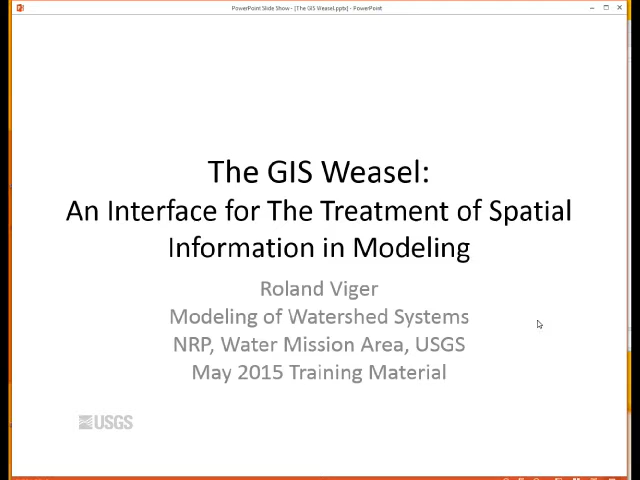 PowerPoint Slide Show - [The GIS Weasel.pptx] - PowerPoint
The GIS Weasel:
An Interface for The Treatment of Spatial
Information in Modeling
Roland Viger
Modeling of Watershed Systems
NRP, Water Mission Area, USGS
May 2015 Training Material
USGS